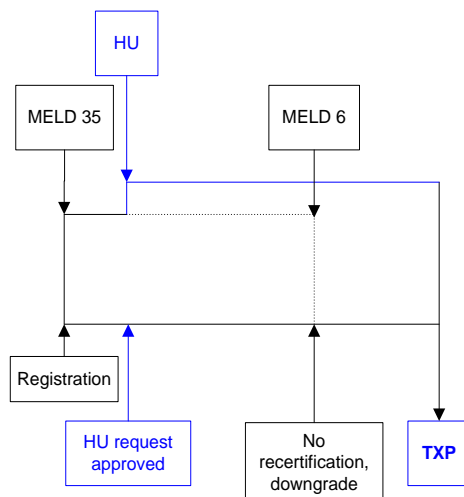 HU
MELD 35
MELD 6
Registration
HU request
approved
No
recertification,
downgrade
TXP